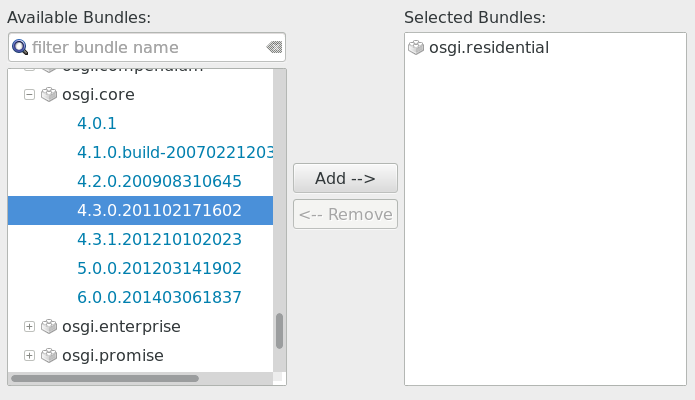 Available Bundles:
filter bundle name
osgi.compendium
osgi.core
4.0.1
4.1.0.build-20070221203
4.2.0.200908310645
4.3.0.201102171602
4.3.1.201210102023
5.0.0.201203141902
6.0.0.201403061837
osgi.enterprise
osgi.promise
Add -->
<-- Remove
Selected Bundles:
osgi.residential